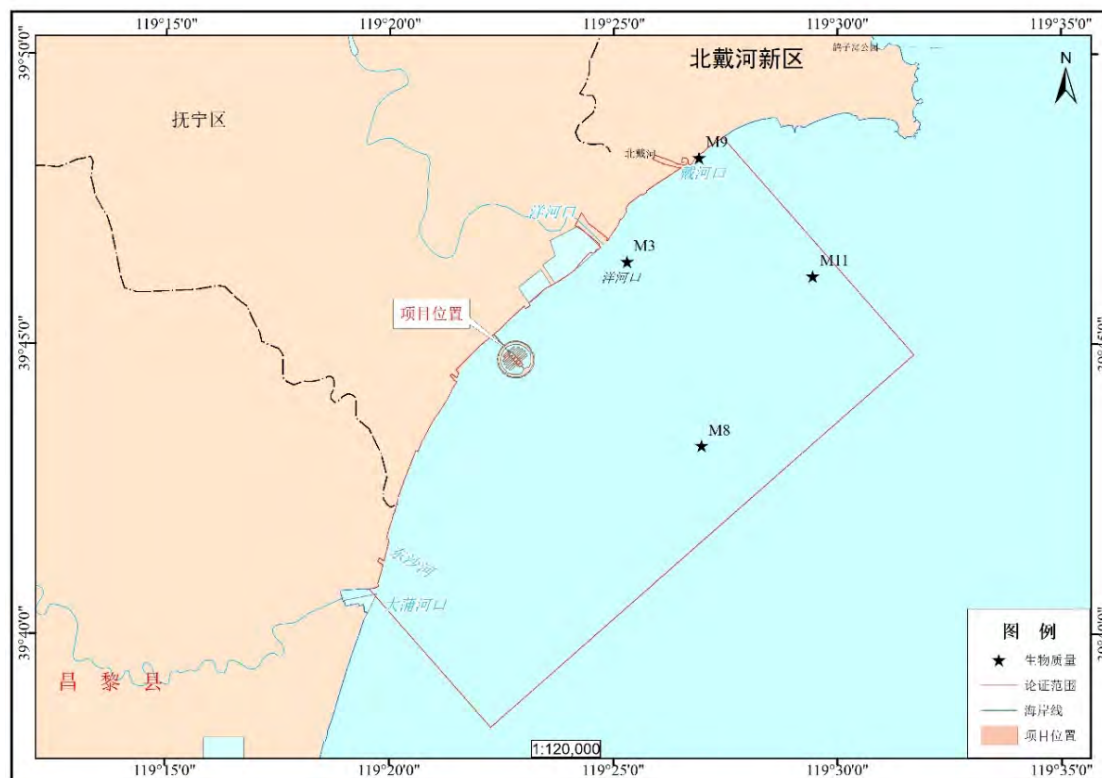 119°15'0" 119°20'0" 119°25'0" 119°30'0" 119°35'0"
39°50'0"
39°45'0"
39°40'0"
北戴河新区
抚宁区
N
M9
北戴河
戴河口
洋河口
M3
洋河口
M11
项目位置
M8
东沙河
大蒲河口
昌黎县
图 例
生物质量
论证范围
海岸线
项目位置
1:120,000
119°15'0" 119°20'0" 119°25'0" 119°30'0" 119°35'0"